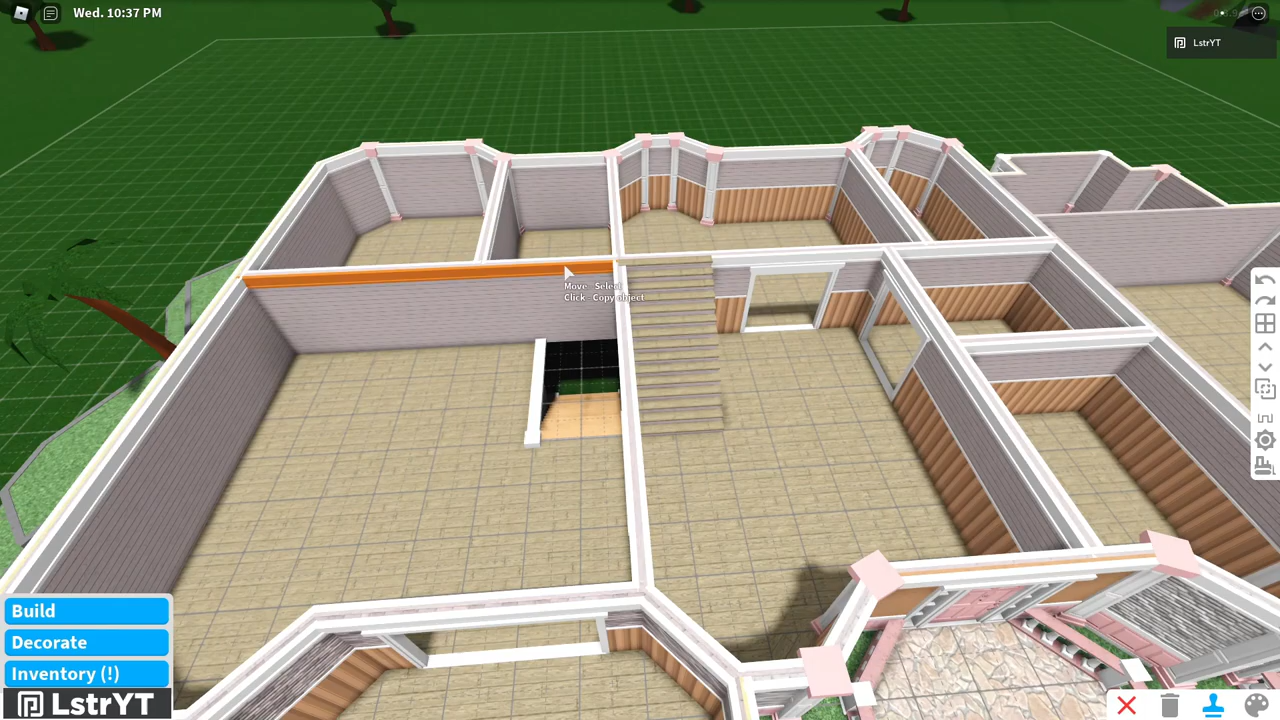 Wed. 10:37 PM
LstrYT
Move - Select
Click - Copy object
Build
Decorate
Inventory (!)
LstrYT